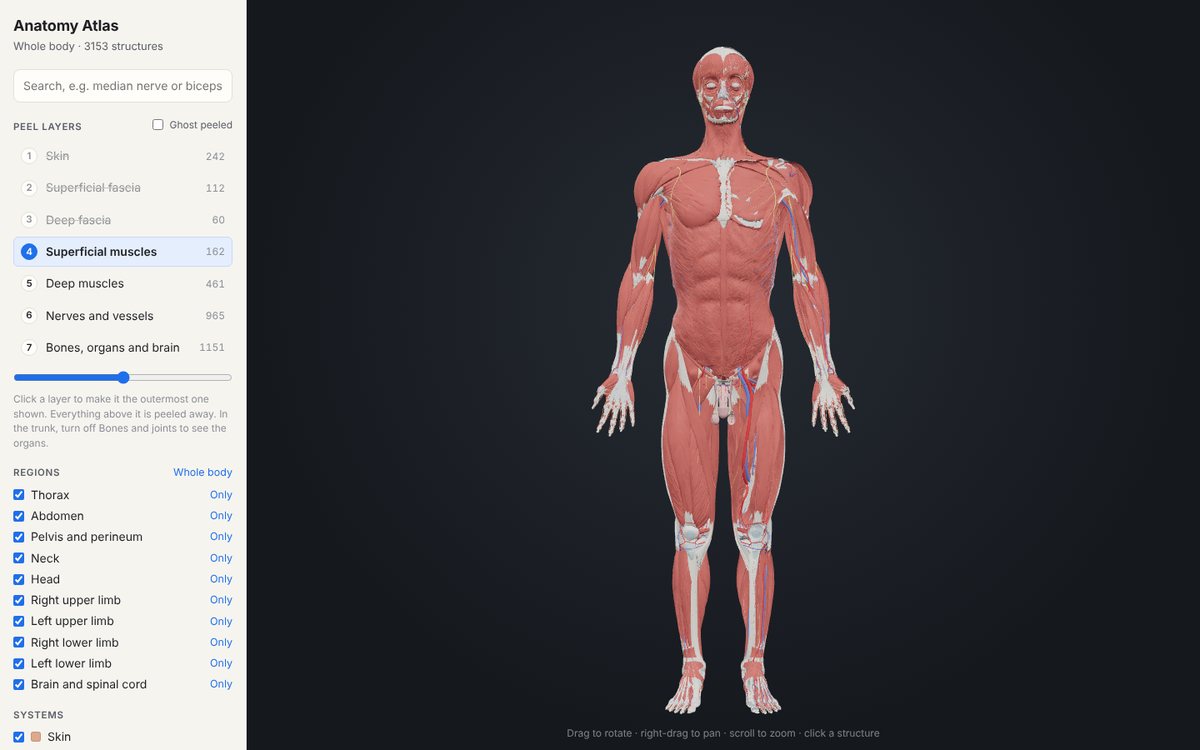 Anatomy Atlas
Whole body · 3153 structures
Search, e.g. median nerve or biceps
PEEL LAYERS Ghost peeled
1 Skin 242
2 Superficial fascia 112
3 Deep fascia 60
4 Superficial muscles 162
5 Deep muscles 461
6 Nerves and vessels 965
7 Bones, organs and brain 1151
Click a layer to make it the outermost one
shown. Everything above it is peeled away. In
the trunk, turn off Bones and joints to see the
organs.
REGIONS Whole body
Thorax Only
Abdomen Only
Pelvis and perineum Only
Neck Only
Head Only
Right upper limb Only
Left upper limb Only
Right lower limb Only
Left lower limb Only
Brain and spinal cord Only
SYSTEMS
Skin
Drag to rotate · right-drag to pan · scroll to zoom · click a structure